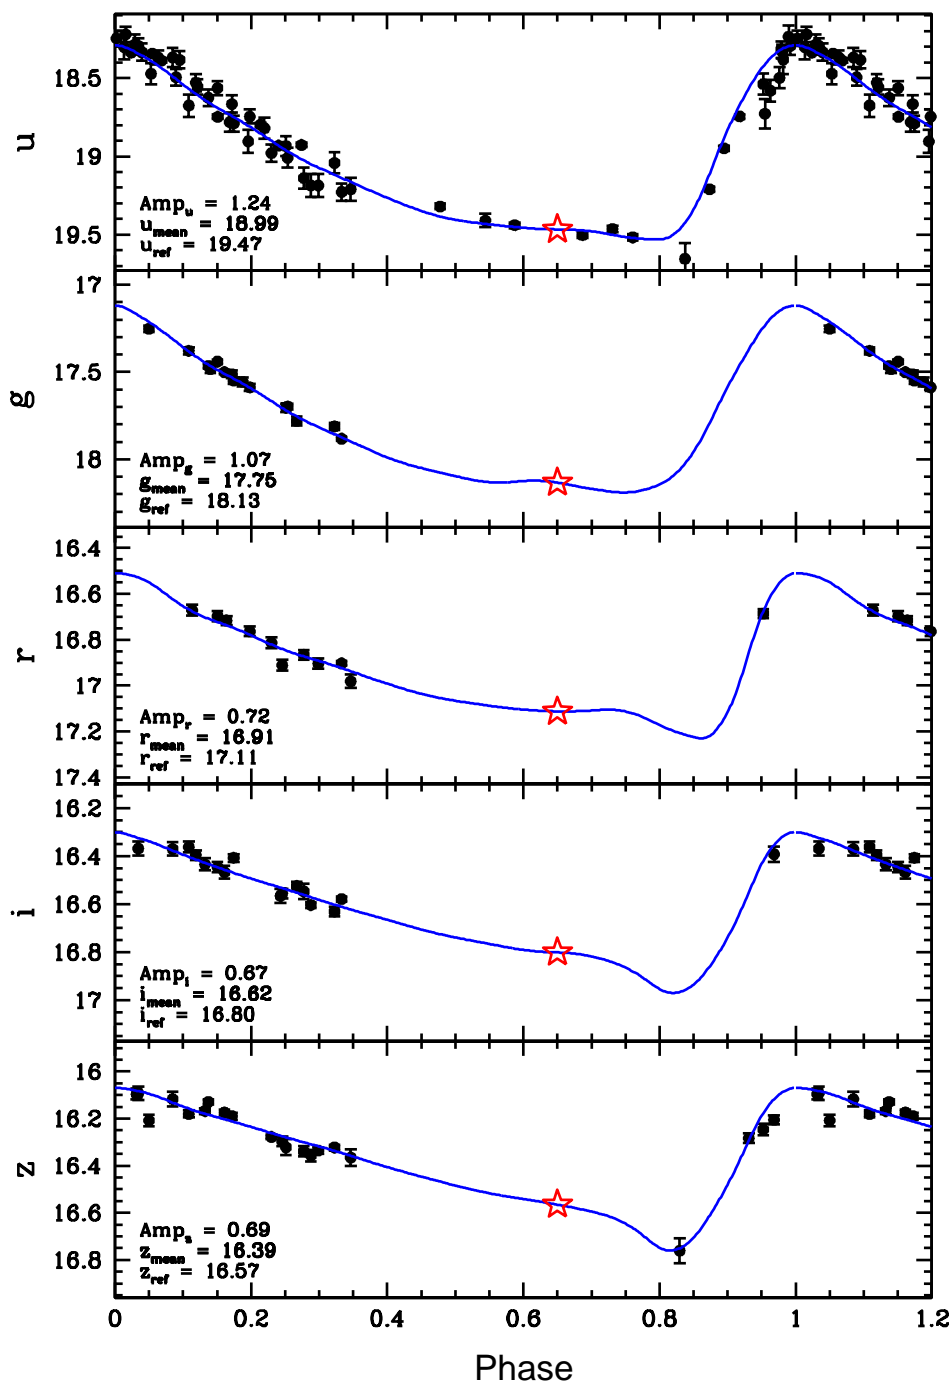 18.5
19
19.5
u
Amp_u = 1.24
u_mean = 18.99
u_ref = 19.47
17
17.5
18
g
Amp_g = 1.07
g_mean = 17.75
g_ref = 18.13
16.4
16.6
16.8
17
17.2
17.4
r
Amp_r = 0.72
r_mean = 16.91
r_ref = 17.11
16.2
16.4
16.6
16.8
17
i
Amp_i = 0.67
i_mean = 16.62
i_ref = 16.80
16
16.2
16.4
16.6
16.8
z
Amp_z = 0.69
z_mean = 16.39
z_ref = 16.57
0 0.2 0.4 0.6 0.8 1 1.2
Phase